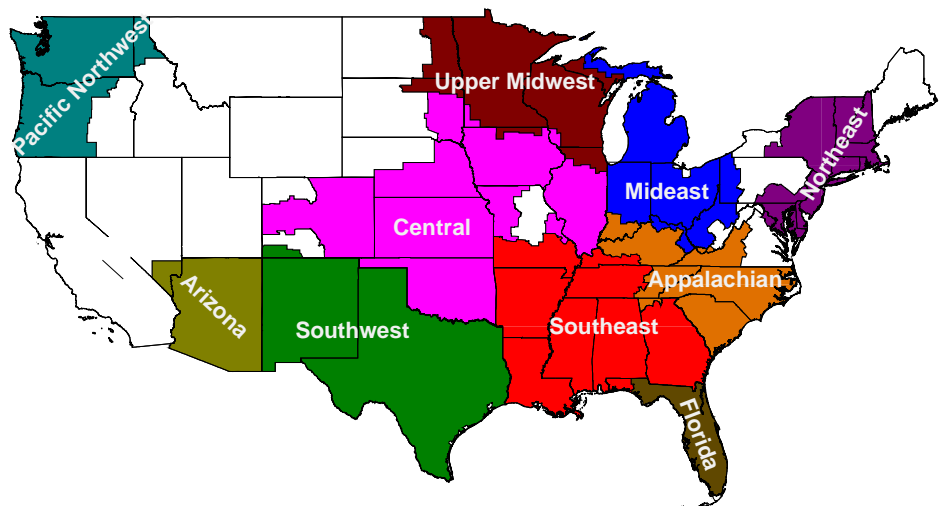 Pacific Northwest
Upper Midwest
Northeast
Mideast
Central
Appalachian
Arizona
Southwest
Southeast
Florida